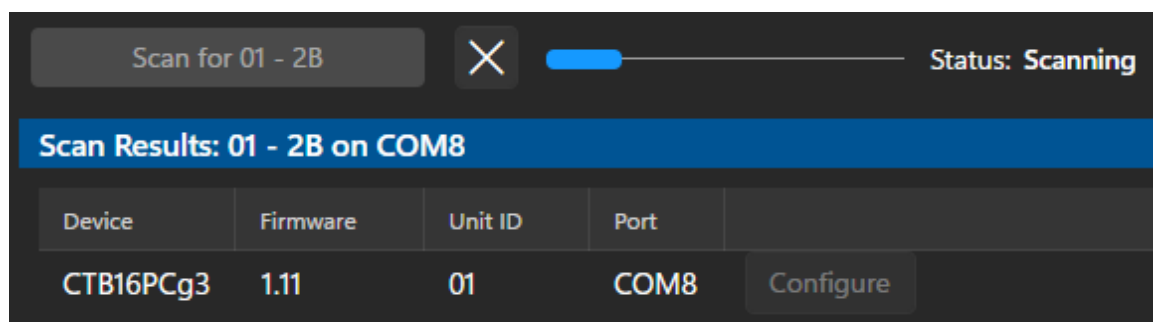 Scan for 01 - 2B Status: Scanning
Scan Results: 01 - 2B on COM8
Device Firmware Unit ID Port
CTB16PCg3 1.11 01 COM8 Configure